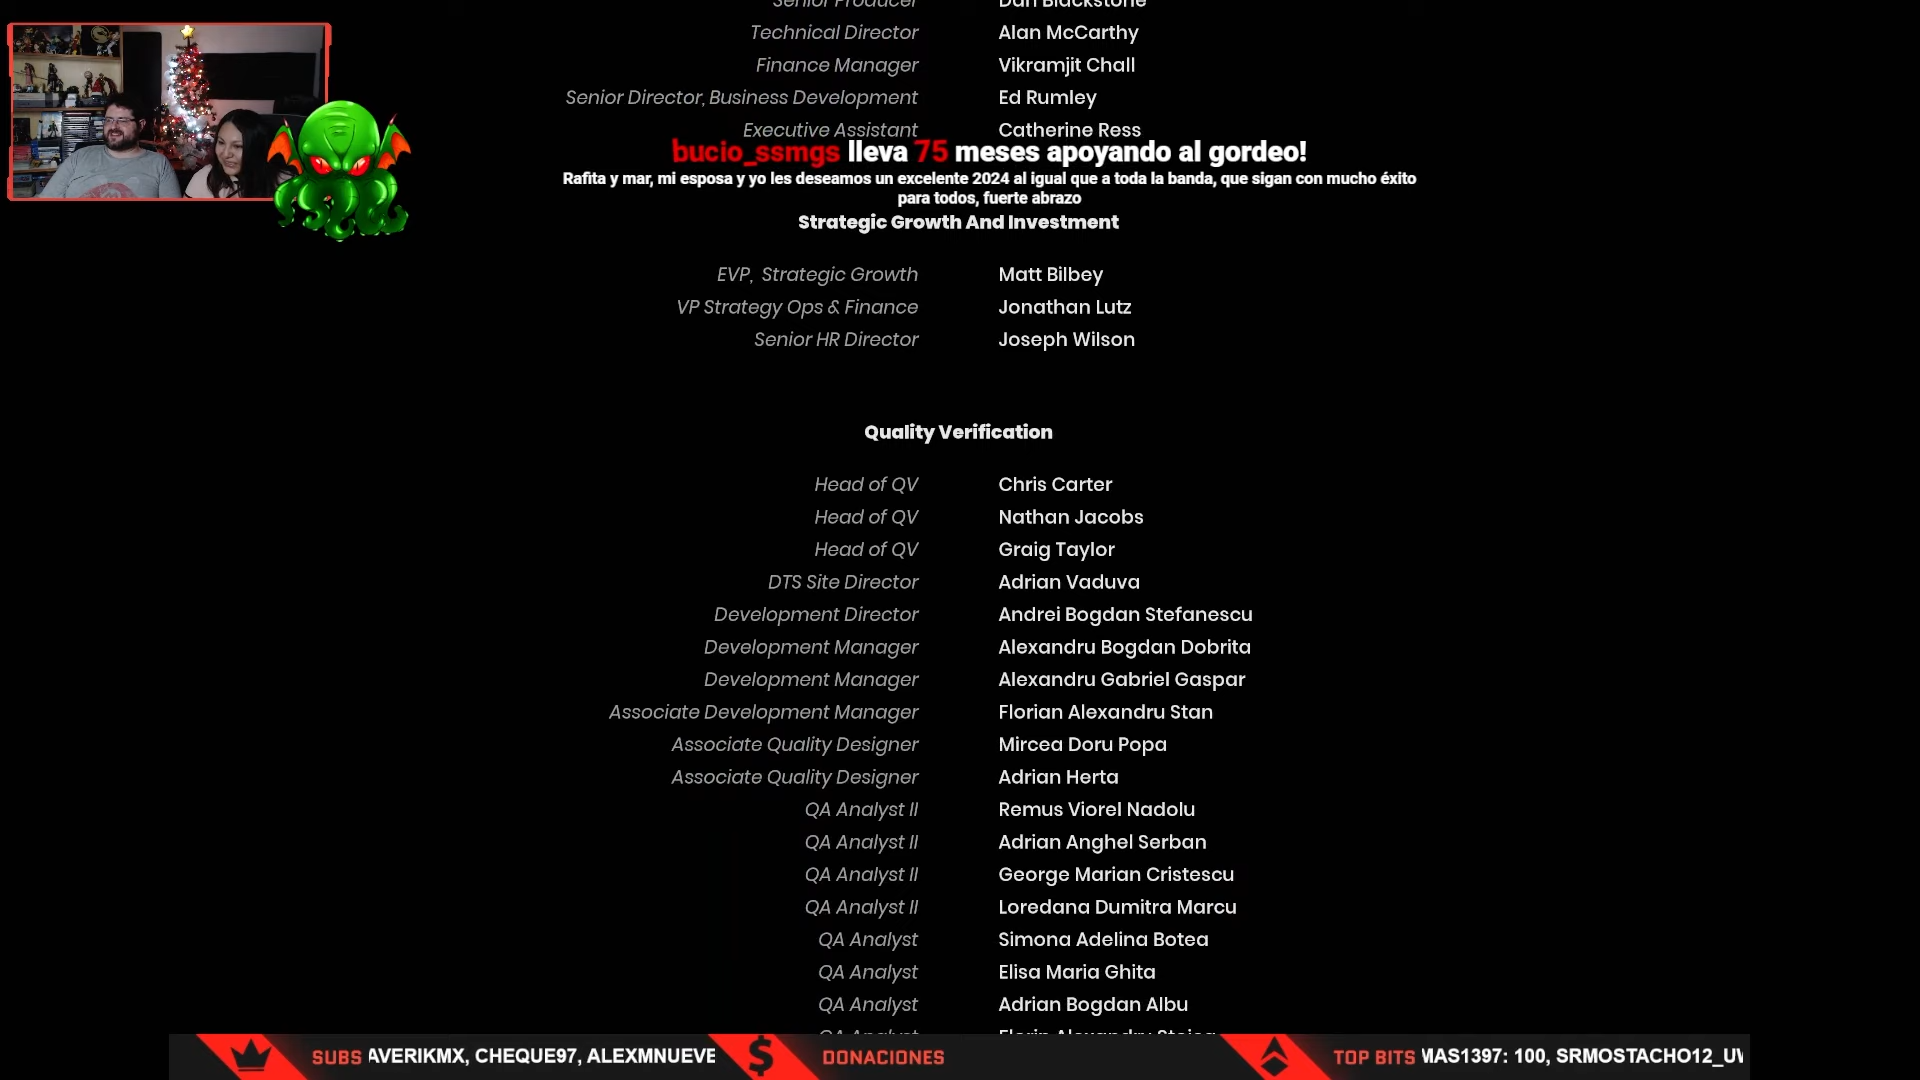 Senior Producer Dan Blackstone
Technical Director Alan McCarthy
Finance Manager Vikramjit Chall
Senior Director, Business Development Ed Rumley
Executive Assistant Catherine Ress
bucio_ssmgs lleva 75 meses apoyando al gordeo!
Rafita y mar, mi esposa y yo les deseamos un excelente 2024 al igual que a toda la banda, que sigan con mucho éxito
para todos, fuerte abrazo
Strategic Growth And Investment
EVP, Strategic Growth Matt Bilbey
VP Strategy Ops & Finance Jonathan Lutz
Senior HR Director Joseph Wilson
Quality Verification
Head of QV Chris Carter
Head of QV Nathan Jacobs
Head of QV Graig Taylor
DTS Site Director Adrian Vaduva
Development Director Andrei Bogdan Stefanescu
Development Manager Alexandru Bogdan Dobrita
Development Manager Alexandru Gabriel Gaspar
Associate Development Manager Florian Alexandru Stan
Associate Quality Designer Mircea Doru Popa
Associate Quality Designer Adrian Herta
QA Analyst II Remus Viorel Nadolu
QA Analyst II Adrian Anghel Serban
QA Analyst II George Marian Cristescu
QA Analyst II Loredana Dumitra Marcu
QA Analyst Simona Adelina Botea
QA Analyst Elisa Maria Ghita
QA Analyst Adrian Bogdan Albu
QA Analyst Florin Alexandru
SUBS AVERIKMX, CHEQUE97, ALEXMNUEVE DONACIONES TOP BITS MAS1397: 100, SRMOSTACHO12_U